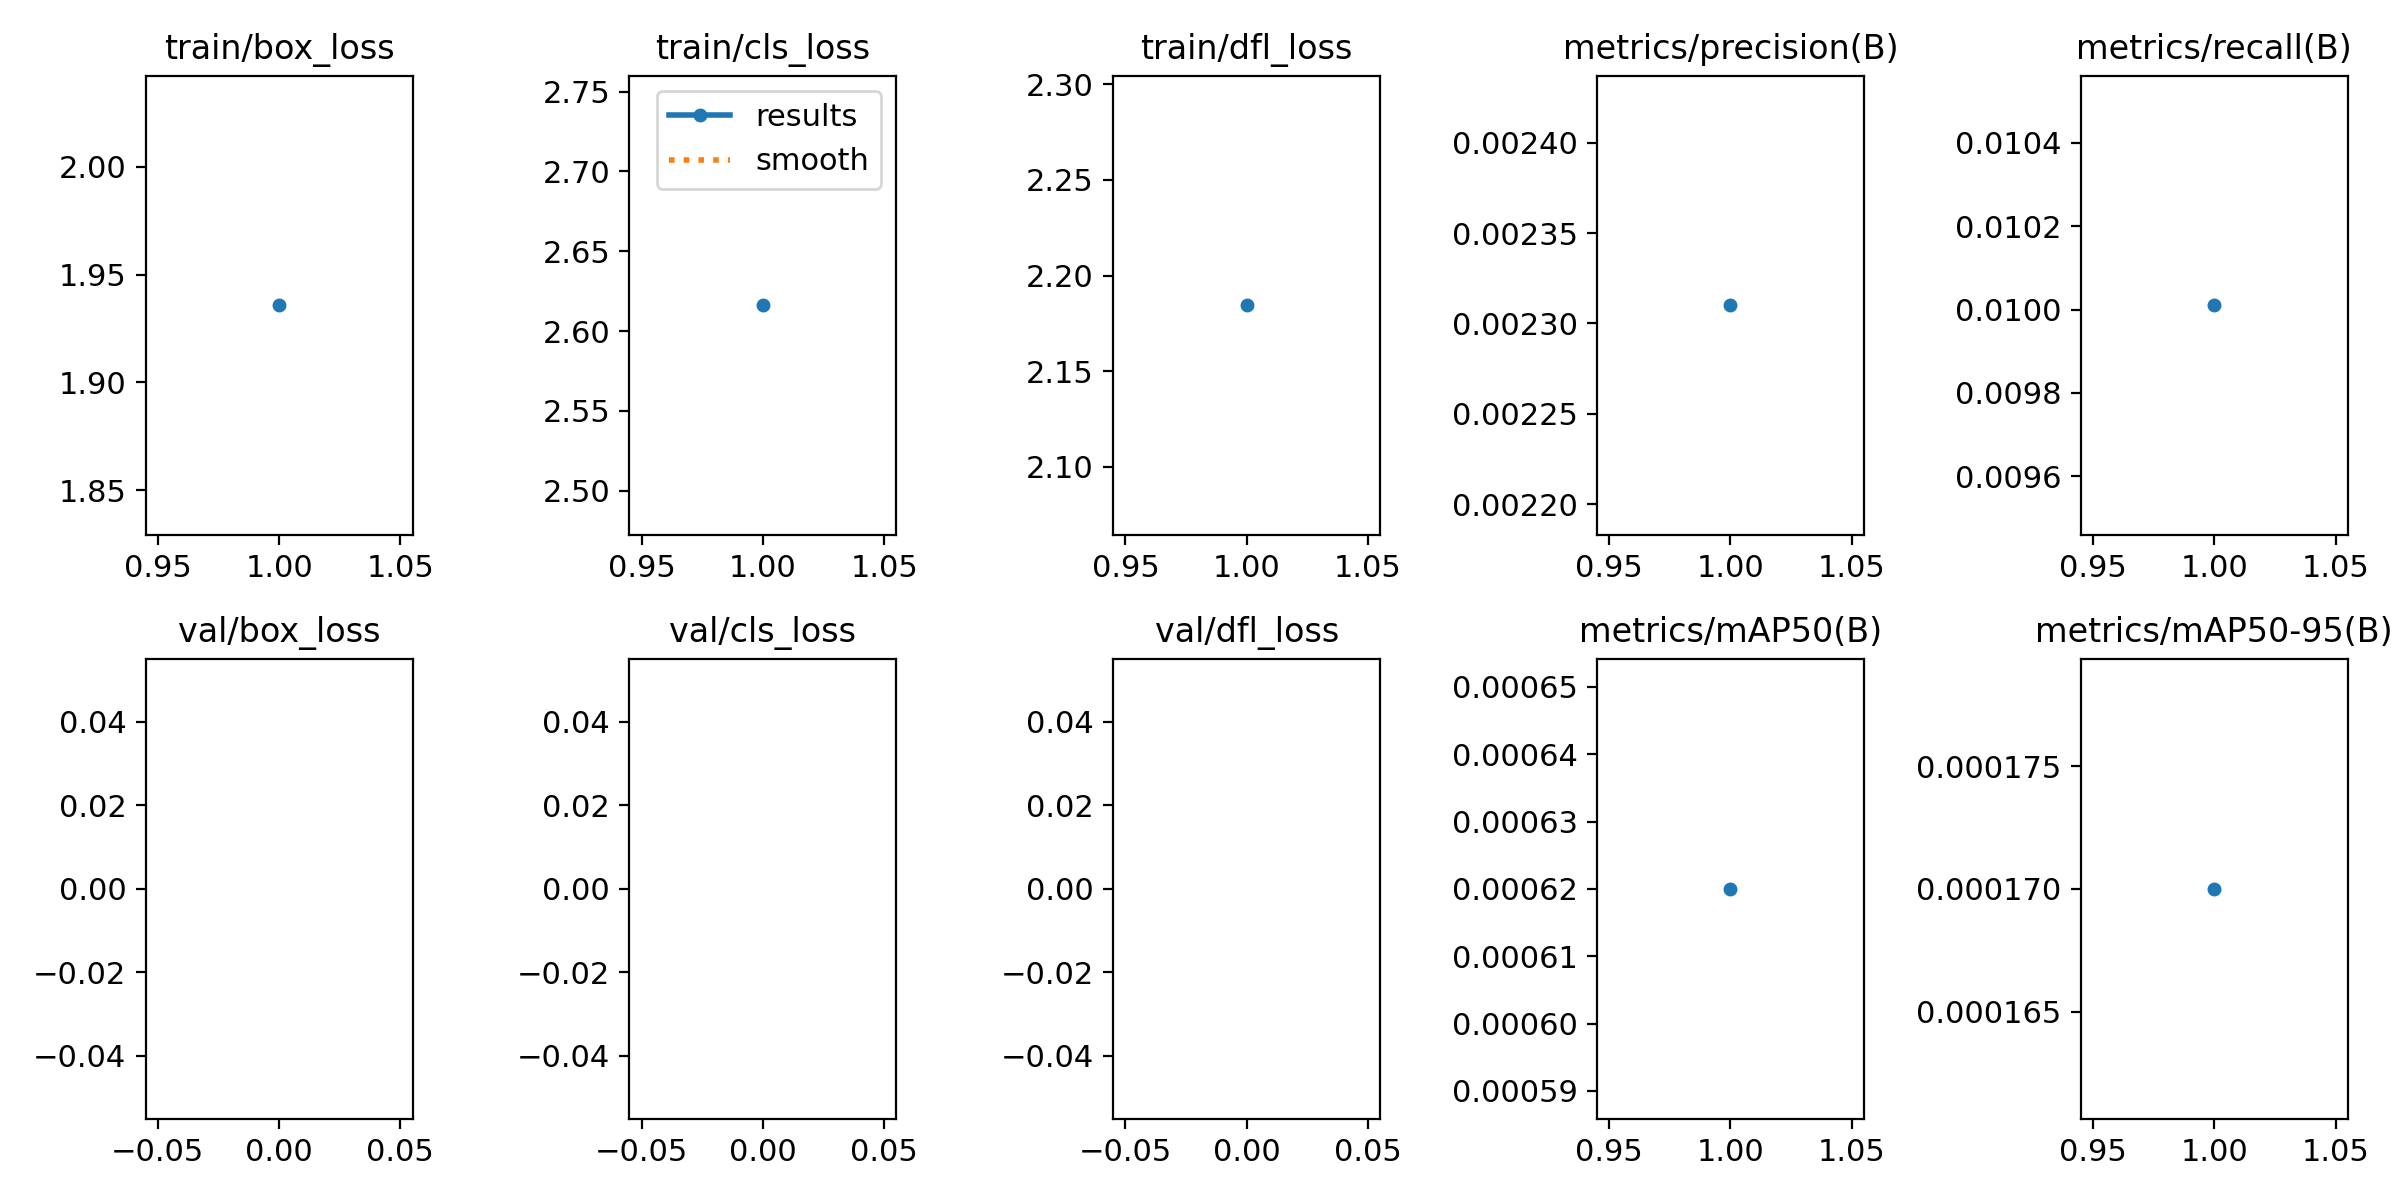 train/box_loss
2.00
1.95
1.90
1.85
0.95 1.00 1.05
train/cls_loss
results
smooth
2.75
2.70
2.65
2.60
2.55
2.50
0.95 1.00 1.05
train/dfl_loss
2.30
2.25
2.20
2.15
2.10
0.95 1.00 1.05
metrics/precision(B)
0.00240
0.00235
0.00230
0.00225
0.00220
0.95 1.00 1.05
metrics/recall(B)
0.0104
0.0102
0.0100
0.0098
0.0096
0.95 1.00 1.05
val/box_loss
0.04
0.02
0.00
−0.02
−0.04
−0.05 0.00 0.05
val/cls_loss
0.04
0.02
0.00
−0.02
−0.04
−0.05 0.00 0.05
val/dfl_loss
0.04
0.02
0.00
−0.02
−0.04
−0.05 0.00 0.05
metrics/mAP50(B)
0.00065
0.00064
0.00063
0.00062
0.00061
0.00060
0.00059
0.95 1.00 1.05
metrics/mAP50-95(B)
0.000175
0.000170
0.000165
0.95 1.00 1.05